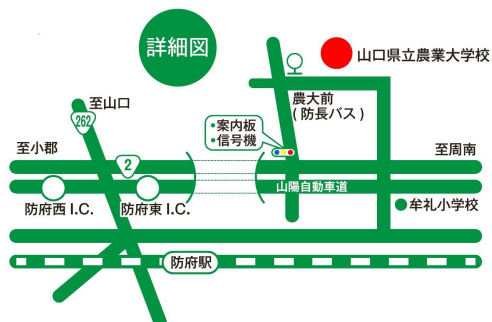 詳細図
山口県立農業大学校
至山口
農大前
(防長バス)
262
•案内板
•信号機
至小郡
2
至周南
山陽自動車道
防府西 I.C.
防府東 I.C.
牟礼小学校
防府駅